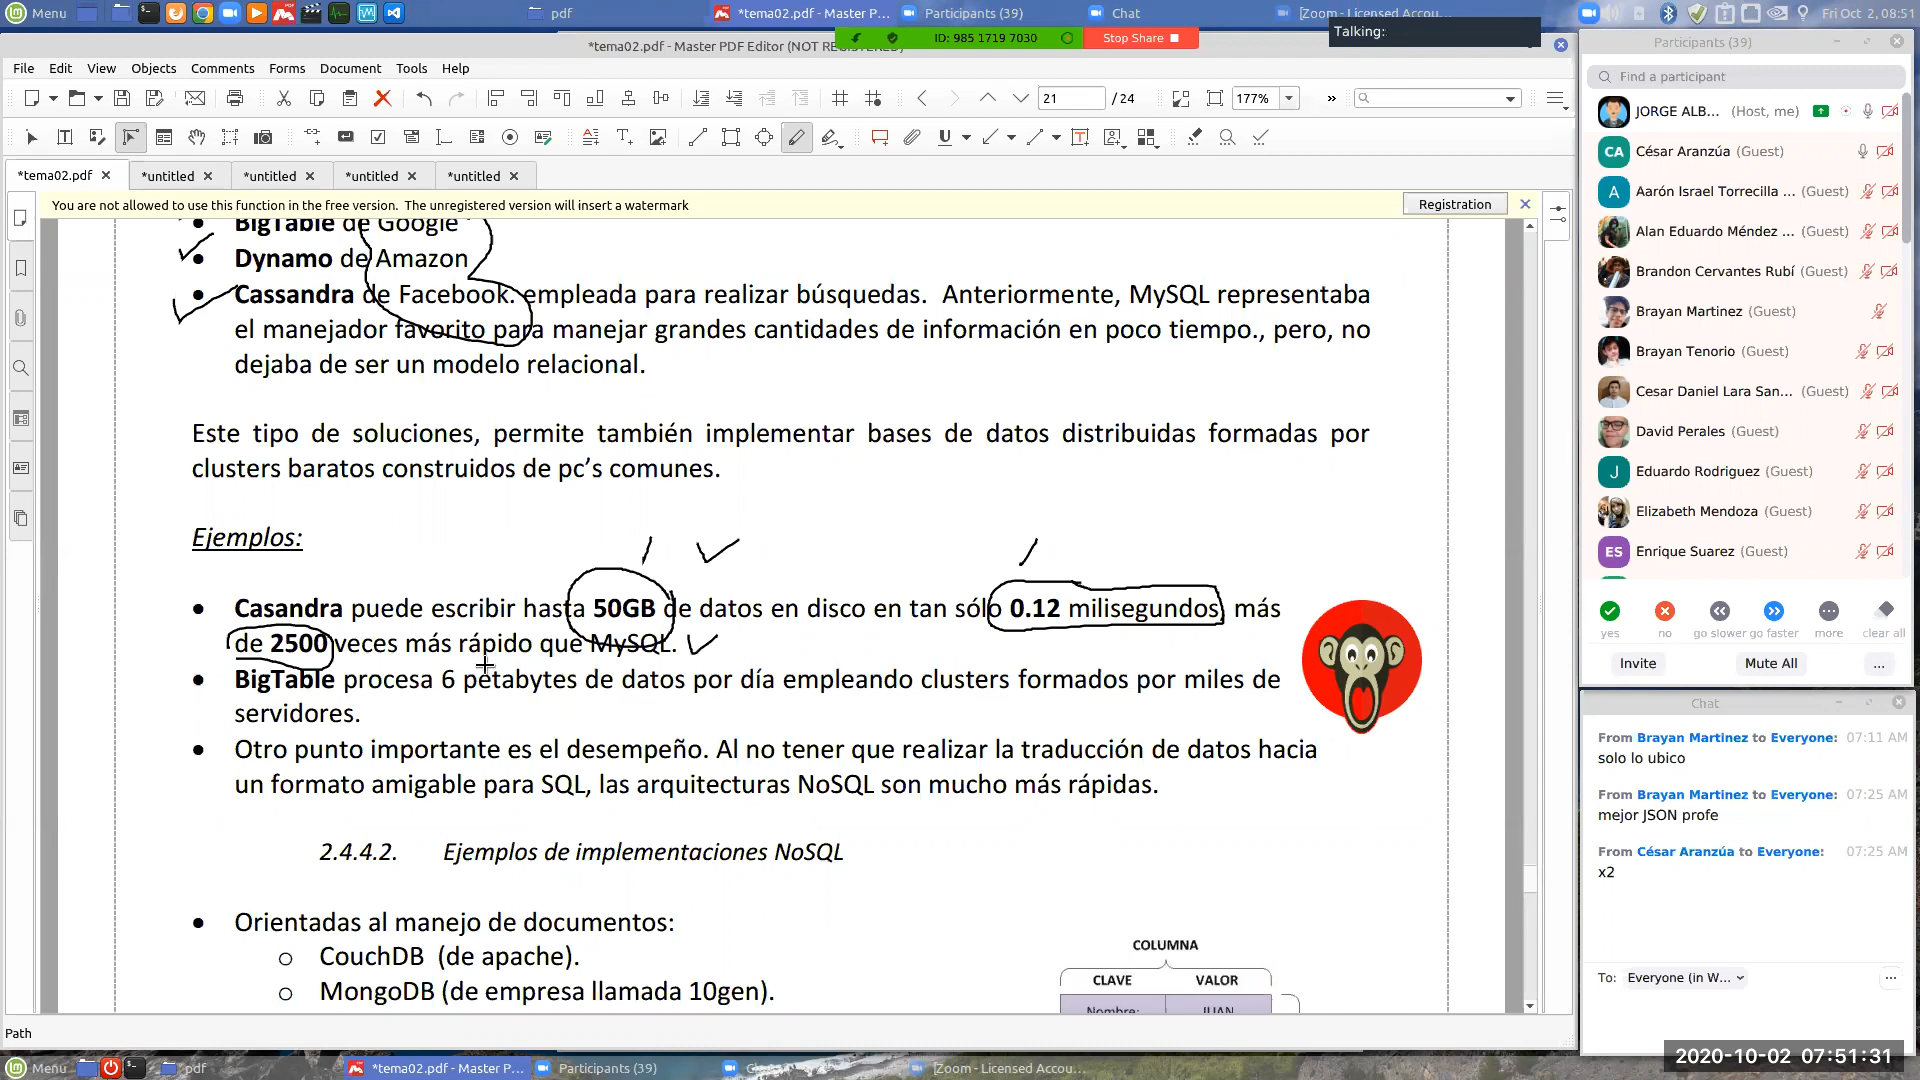 Menu
pdf
*tema02.pdf - Master P...
Participants (39)
Chat
[Zoom - Licensed Accou...
Fri Oct 2, 08:51
*tema02.pdf - Master PDF Editor (NOT REGISTERED)
ID: 985 1719 7030
Stop Share
Talking:
File Edit View Objects Comments Forms Document Tools Help
21 / 24
177%
*tema02.pdf
*untitled
*untitled
*untitled
*untitled
You are not allowed to use this function in the free version. The unregistered version will insert a watermark
Registration
• BigTable de Google
• Dynamo de Amazon
• Cassandra de Facebook. empleada para realizar búsquedas. Anteriormente, MySQL representaba
el manejador favorito para manejar grandes cantidades de información en poco tiempo., pero, no
dejaba de ser un modelo relacional.
Este tipo de soluciones, permite también implementar bases de datos distribuidas formadas por
clusters baratos construidos de pc’s comunes.
Ejemplos:
• Casandra puede escribir hasta 50GB de datos en disco en tan sólo 0.12 milisegundos, más
de 2500 veces más rápido que MySQL.
• BigTable procesa 6 petabytes de datos por día empleando clusters formados por miles de
servidores.
• Otro punto importante es el desempeño. Al no tener que realizar la traducción de datos hacia
un formato amigable para SQL, las arquitecturas NoSQL son mucho más rápidas.
2.4.4.2. Ejemplos de implementaciones NoSQL
• Orientadas al manejo de documentos:
o CouchDB (de apache).
o MongoDB (de empresa llamada 10gen).
COLUMNA
CLAVE VALOR
Nombre: JUAN
Path
Participants (39)
Find a participant
JORGE ALB... (Host, me)
CA César Aranzúa (Guest)
A Aarón Israel Torrecilla ... (Guest)
Alan Eduardo Méndez ... (Guest)
Brandon Cervantes Rubí (Guest)
Brayan Martinez (Guest)
Brayan Tenorio (Guest)
Cesar Daniel Lara San... (Guest)
David Perales (Guest)
J Eduardo Rodriguez (Guest)
Elizabeth Mendoza (Guest)
ES Enrique Suarez (Guest)
yes no go slower go faster more clear all
Invite
Mute All
...
Chat
From Brayan Martinez to Everyone: 07:11 AM
solo lo ubico
From Brayan Martinez to Everyone: 07:25 AM
mejor JSON profe
From César Aranzúa to Everyone: 07:25 AM
x2
To: Everyone (in W...
...
Menu
pdf
*tema02.pdf - Master P...
Participants (39)
[Zoom - Licensed Accou...
2020-10-02 07:51:31